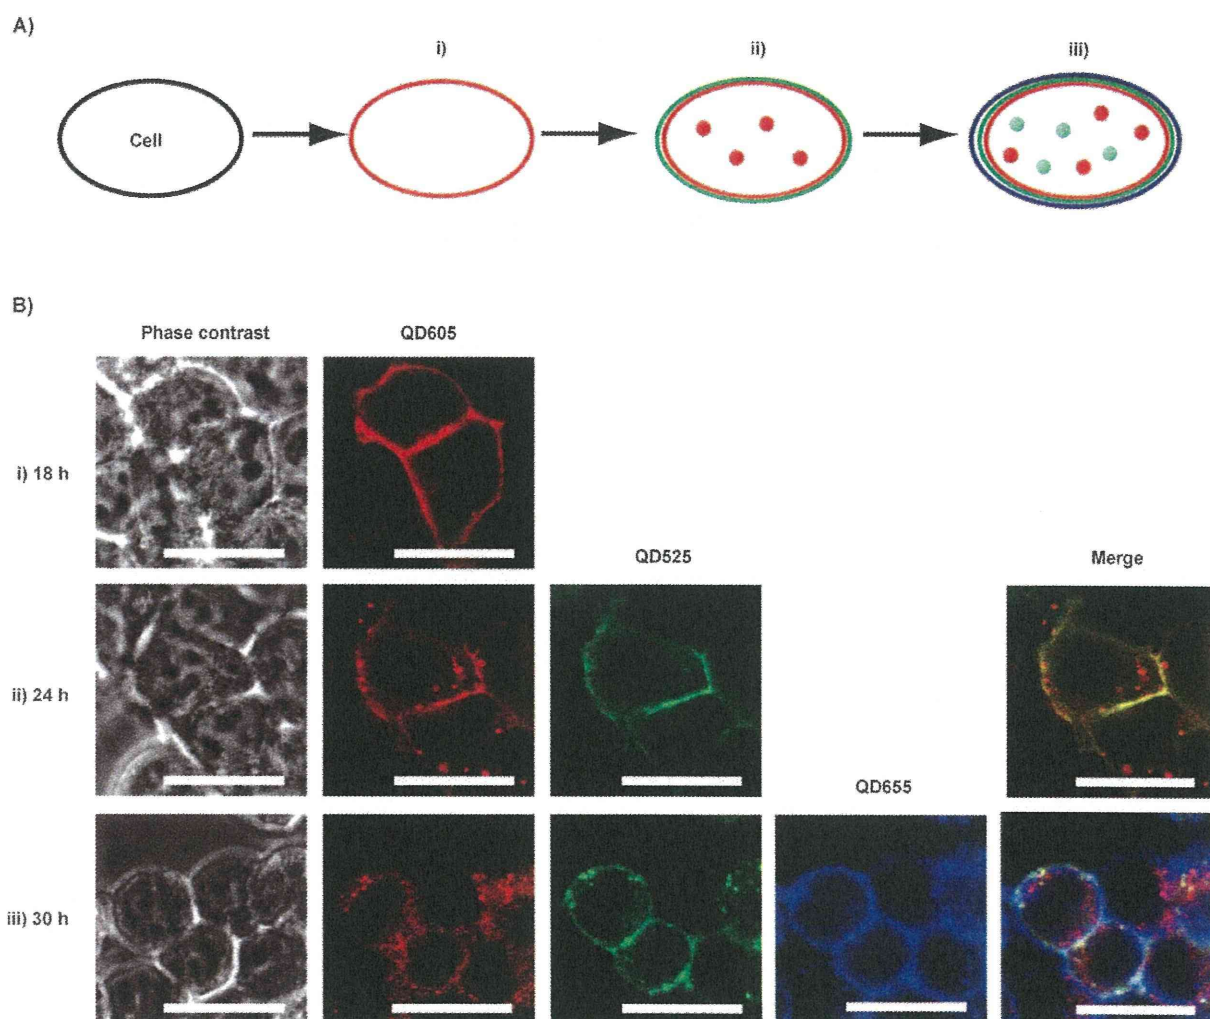 A)
i)
ii)
iii)
Cell
B)
Phase contrast
QD605
i) 18 h
QD525
Merge
ii) 24 h
QD655
iii) 30 h